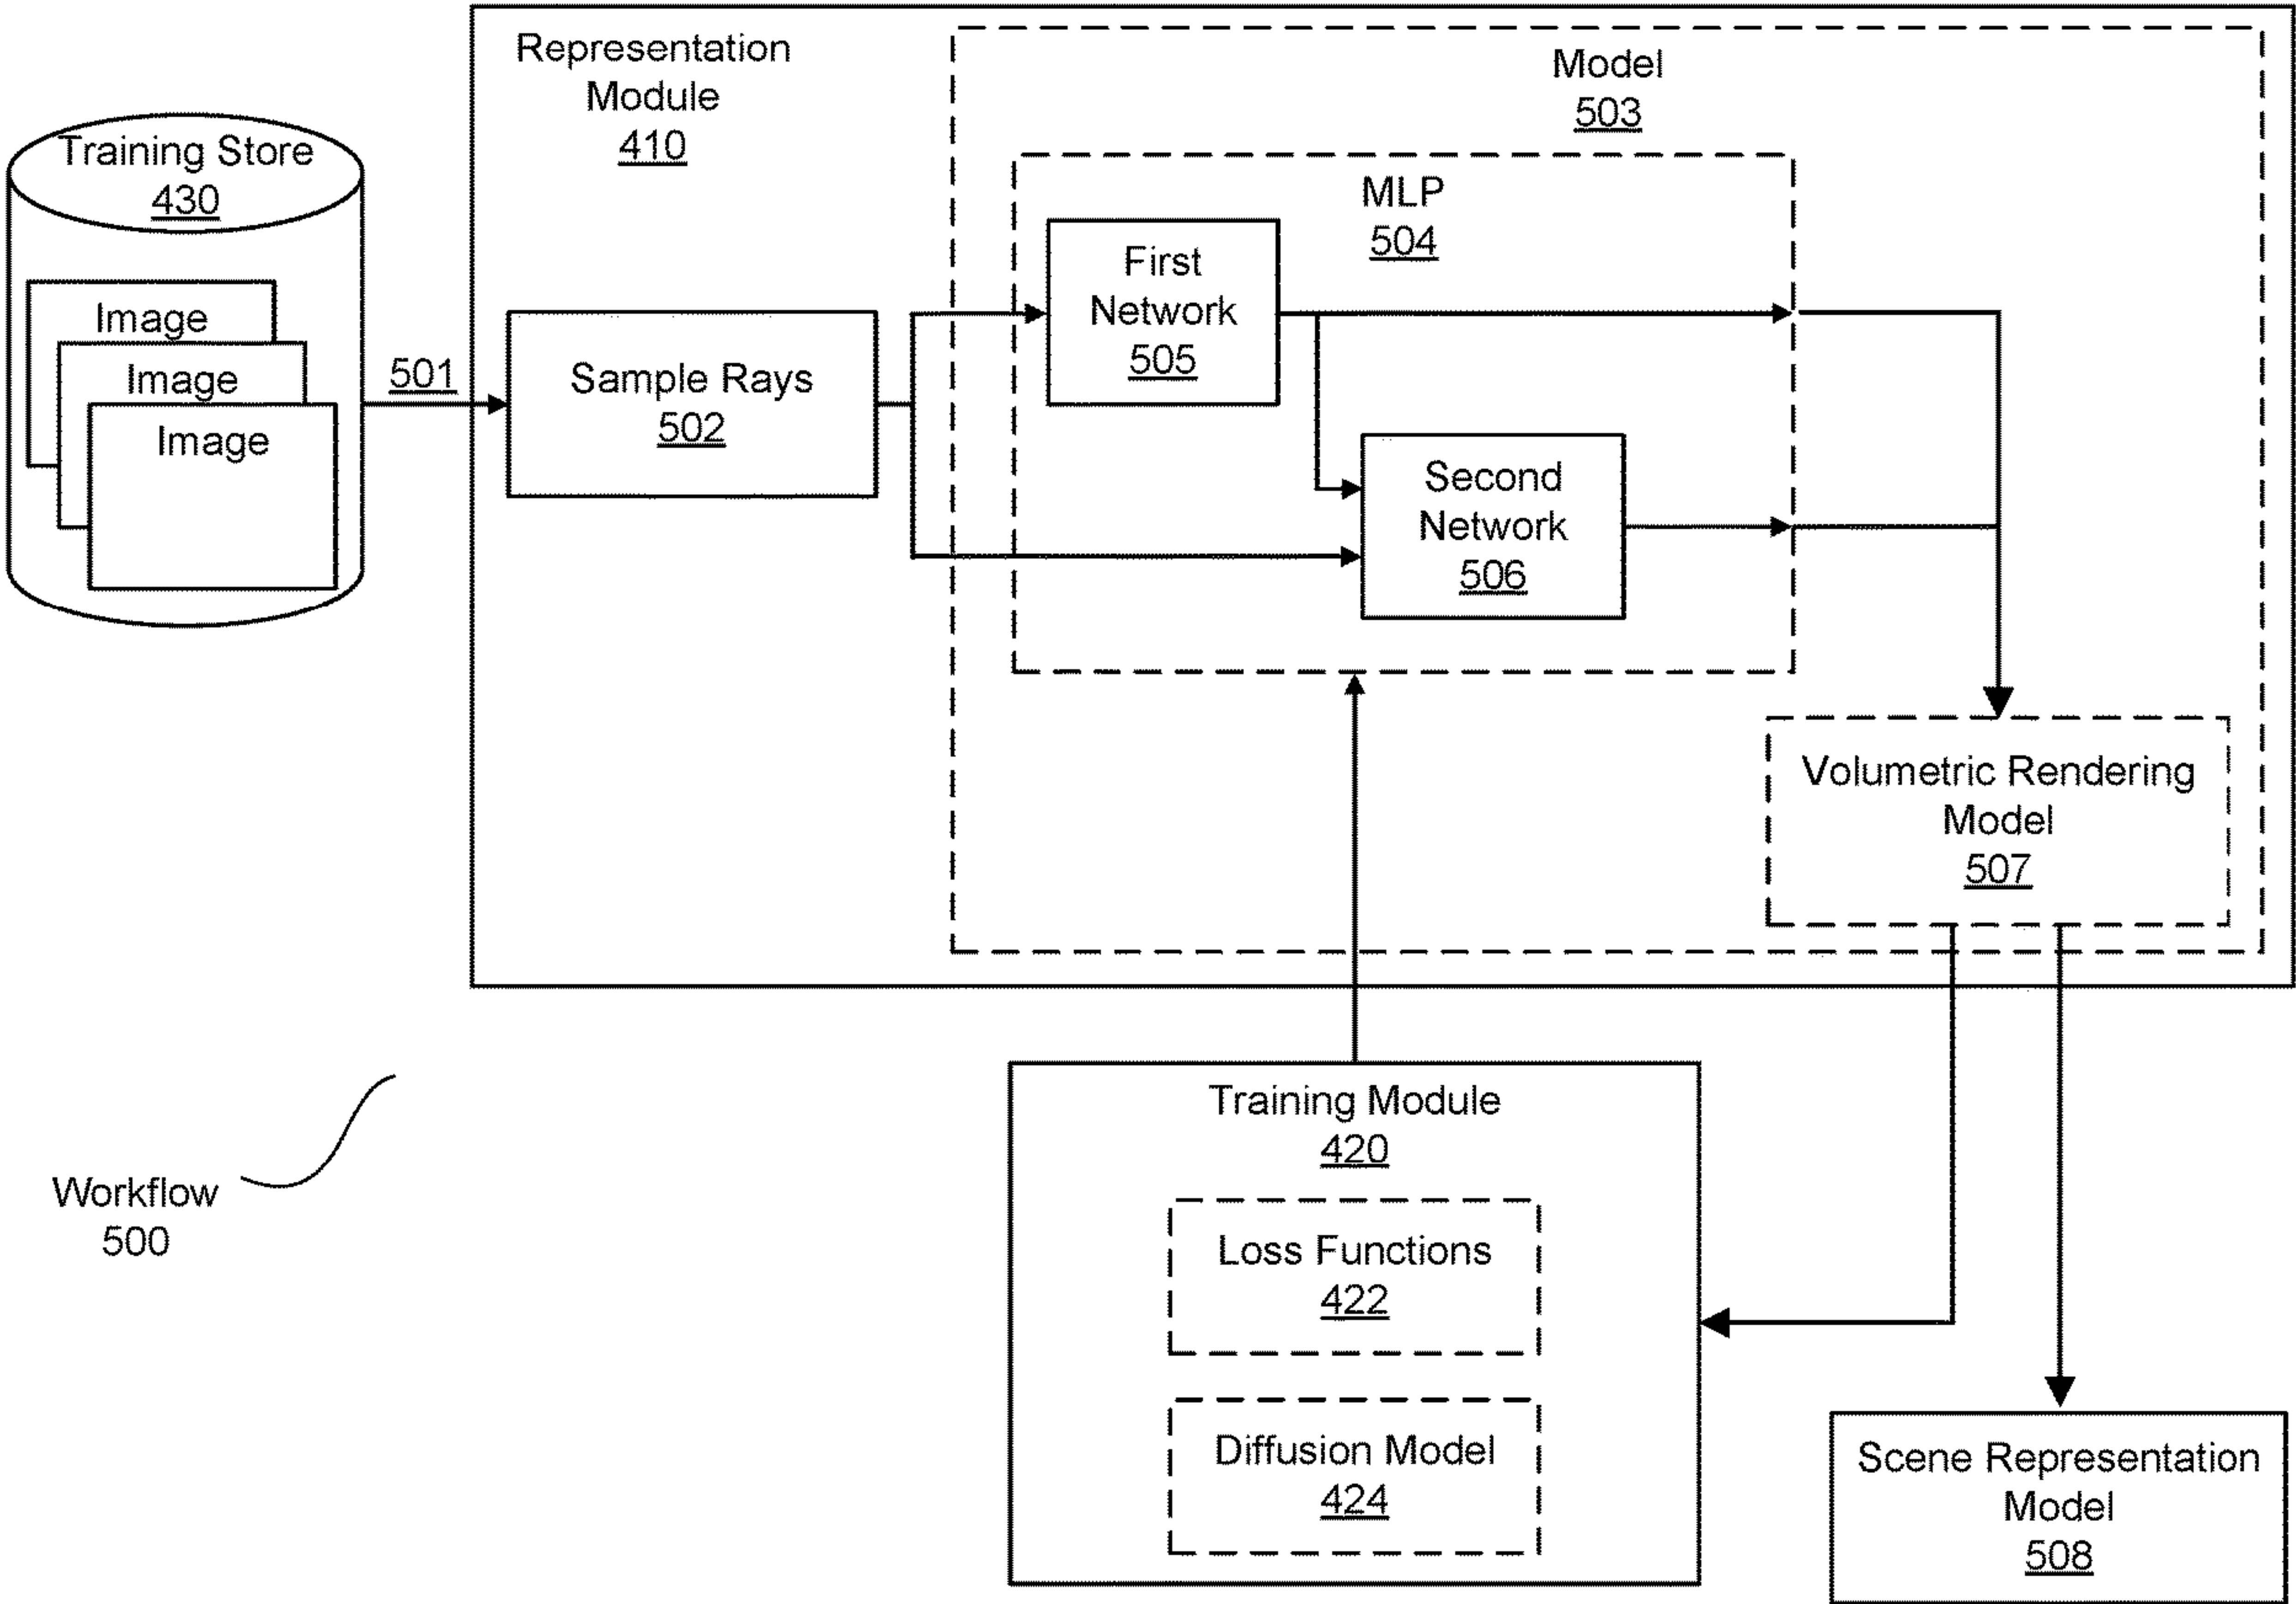 Representation
Module
410
Model
503
Training Store
430
Image
Image
Image
501
Sample Rays
502
MLP
504
First
Network
505
Second
Network
506
Volumetric Rendering
Model
507
Training Module
420
Loss Functions
422
Diffusion Model
424
Scene Representation
Model
508
Workflow
500